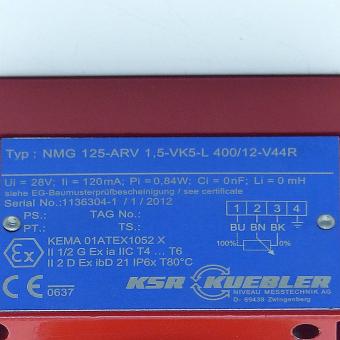 Typ : NMG 125-ARV 1,5-VK5-L 400/12-V44R
Ui = 28V; Ii = 120mA; Pi = 0,84W; Ci = 0nF; Li = 0 mH
siehe EG-Baumusterprüfbescheinigung / see certificate
Serial No.:1136304-1 / 1 / 2012
PS.: TAG No.:
PT.: TS.:
1 2 3 4
BU BN BK
100% 0%
Ex
KEMA 01ATEX1052 X
II 1/2 G Ex ia IIC T4 ... T6
II 2 D Ex ibD 21 IP6x T80°C
CE 0637
KSR KUEBLER
NIVEAU MESSTECHNIK AG
D- 69439 Zwingenberg